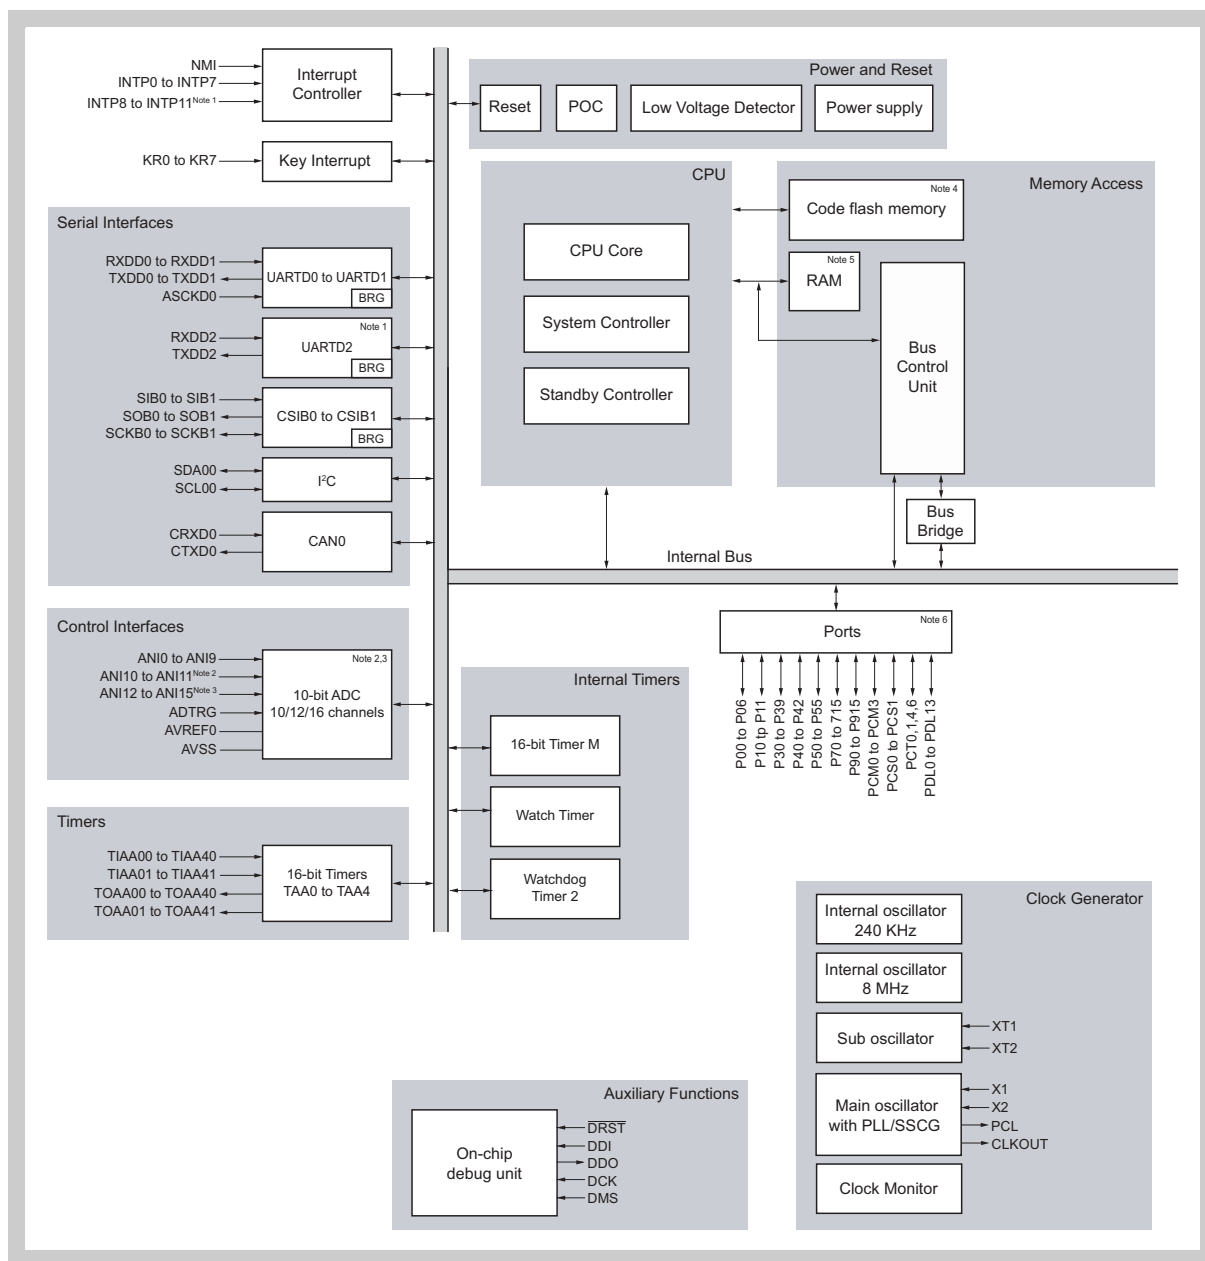 NMI
INTP0 to INTP7
INTP8 to INTP11Note 1
Interrupt
Controller
KR0 to KR7
Key Interrupt
Serial Interfaces
RXDD0 to RXDD1
TXDD0 to TXDD1
ASCKD0
UARTD0 to UARTD1
BRG
RXDD2
TXDD2
Note 1
UARTD2
BRG
SIB0 to SIB1
SOB0 to SOB1
SCKB0 to SCKB1
CSIB0 to CSIB1
BRG
SDA00
SCL00
I²C
CRXD0
CTXD0
CAN0
Control Interfaces
ANI0 to ANI9
ANI10 to ANI11Note 2
ANI12 to ANI15Note 3
ADTRG
AVREF0
AVSS
Note 2,3
10-bit ADC
10/12/16 channels
Timers
TIAA00 to TIAA40
TIAA01 to TIAA41
TOAA00 to TOAA40
TOAA01 to TOAA41
16-bit Timers
TAA0 to TAA4
Power and Reset
Reset
POC
Low Voltage Detector
Power supply
CPU
CPU Core
System Controller
Standby Controller
Memory Access
Note 4
Code flash memory
Note 5
RAM
Bus
Control
Unit
Bus
Bridge
Internal Bus
Note 6
Ports
P00 to P06
P10 tp P11
P30 to P39
P40 to P42
P50 to P55
P70 to 715
P90 to P915
PCM0 to PCM3
PCS0 to PCS1
PCT0,1,4,6
PDL0 to PDL13
Internal Timers
16-bit Timer M
Watch Timer
Watchdog
Timer 2
Clock Generator
Internal oscillator
240 KHz
Internal oscillator
8 MHz
Sub oscillator
XT1
XT2
Main oscillator
with PLL/SSCG
X1
X2
PCL
CLKOUT
Clock Monitor
Auxiliary Functions
On-chip
debug unit
DRST
DDI
DDO
DCK
DMS